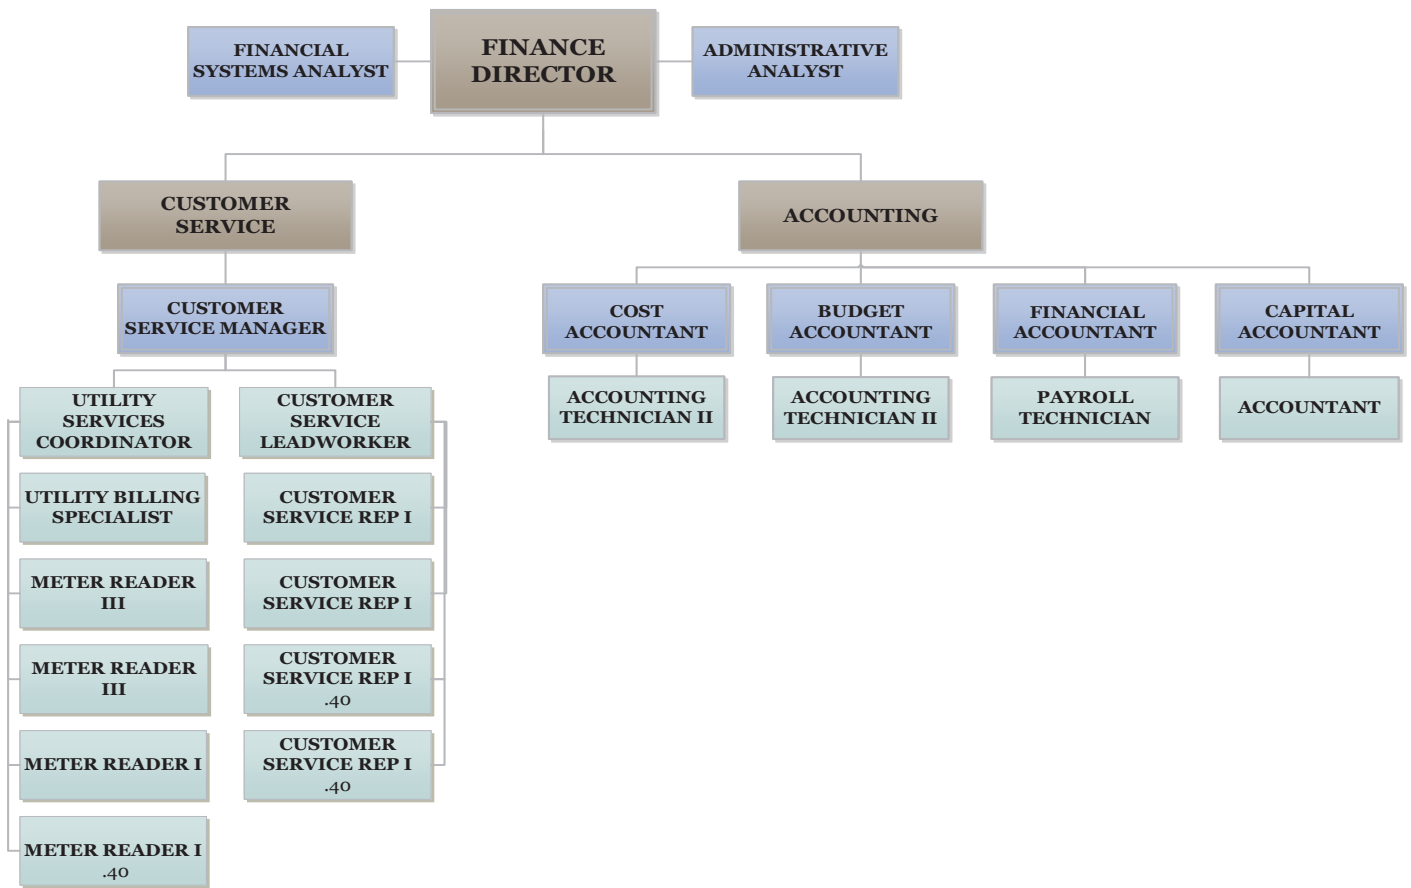 FINANCIAL
SYSTEMS ANALYST
FINANCE
DIRECTOR
ADMINISTRATIVE
ANALYST
CUSTOMER
SERVICE
ACCOUNTING
CUSTOMER
SERVICE MANAGER
COST
ACCOUNTANT
BUDGET
ACCOUNTANT
FINANCIAL
ACCOUNTANT
CAPITAL
ACCOUNTANT
UTILITY
SERVICES
COORDINATOR
CUSTOMER
SERVICE
LEADWORKER
ACCOUNTING
TECHNICIAN II
ACCOUNTING
TECHNICIAN II
PAYROLL
TECHNICIAN
ACCOUNTANT
UTILITY BILLING
SPECIALIST
CUSTOMER
SERVICE REP I
METER READER
III
CUSTOMER
SERVICE REP I
METER READER
III
CUSTOMER
SERVICE REP I
.40
METER READER I
CUSTOMER
SERVICE REP I
.40
METER READER I
.40